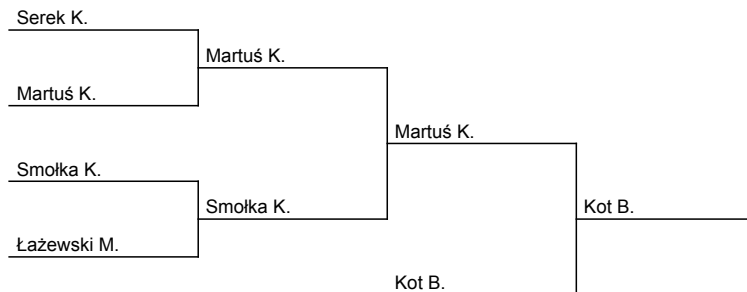 Serek K.
Martuś K.
Martuś K.
Martuś K.
Smołka K.
Smołka K.
Kot B.
Łażewski M.
Kot B.